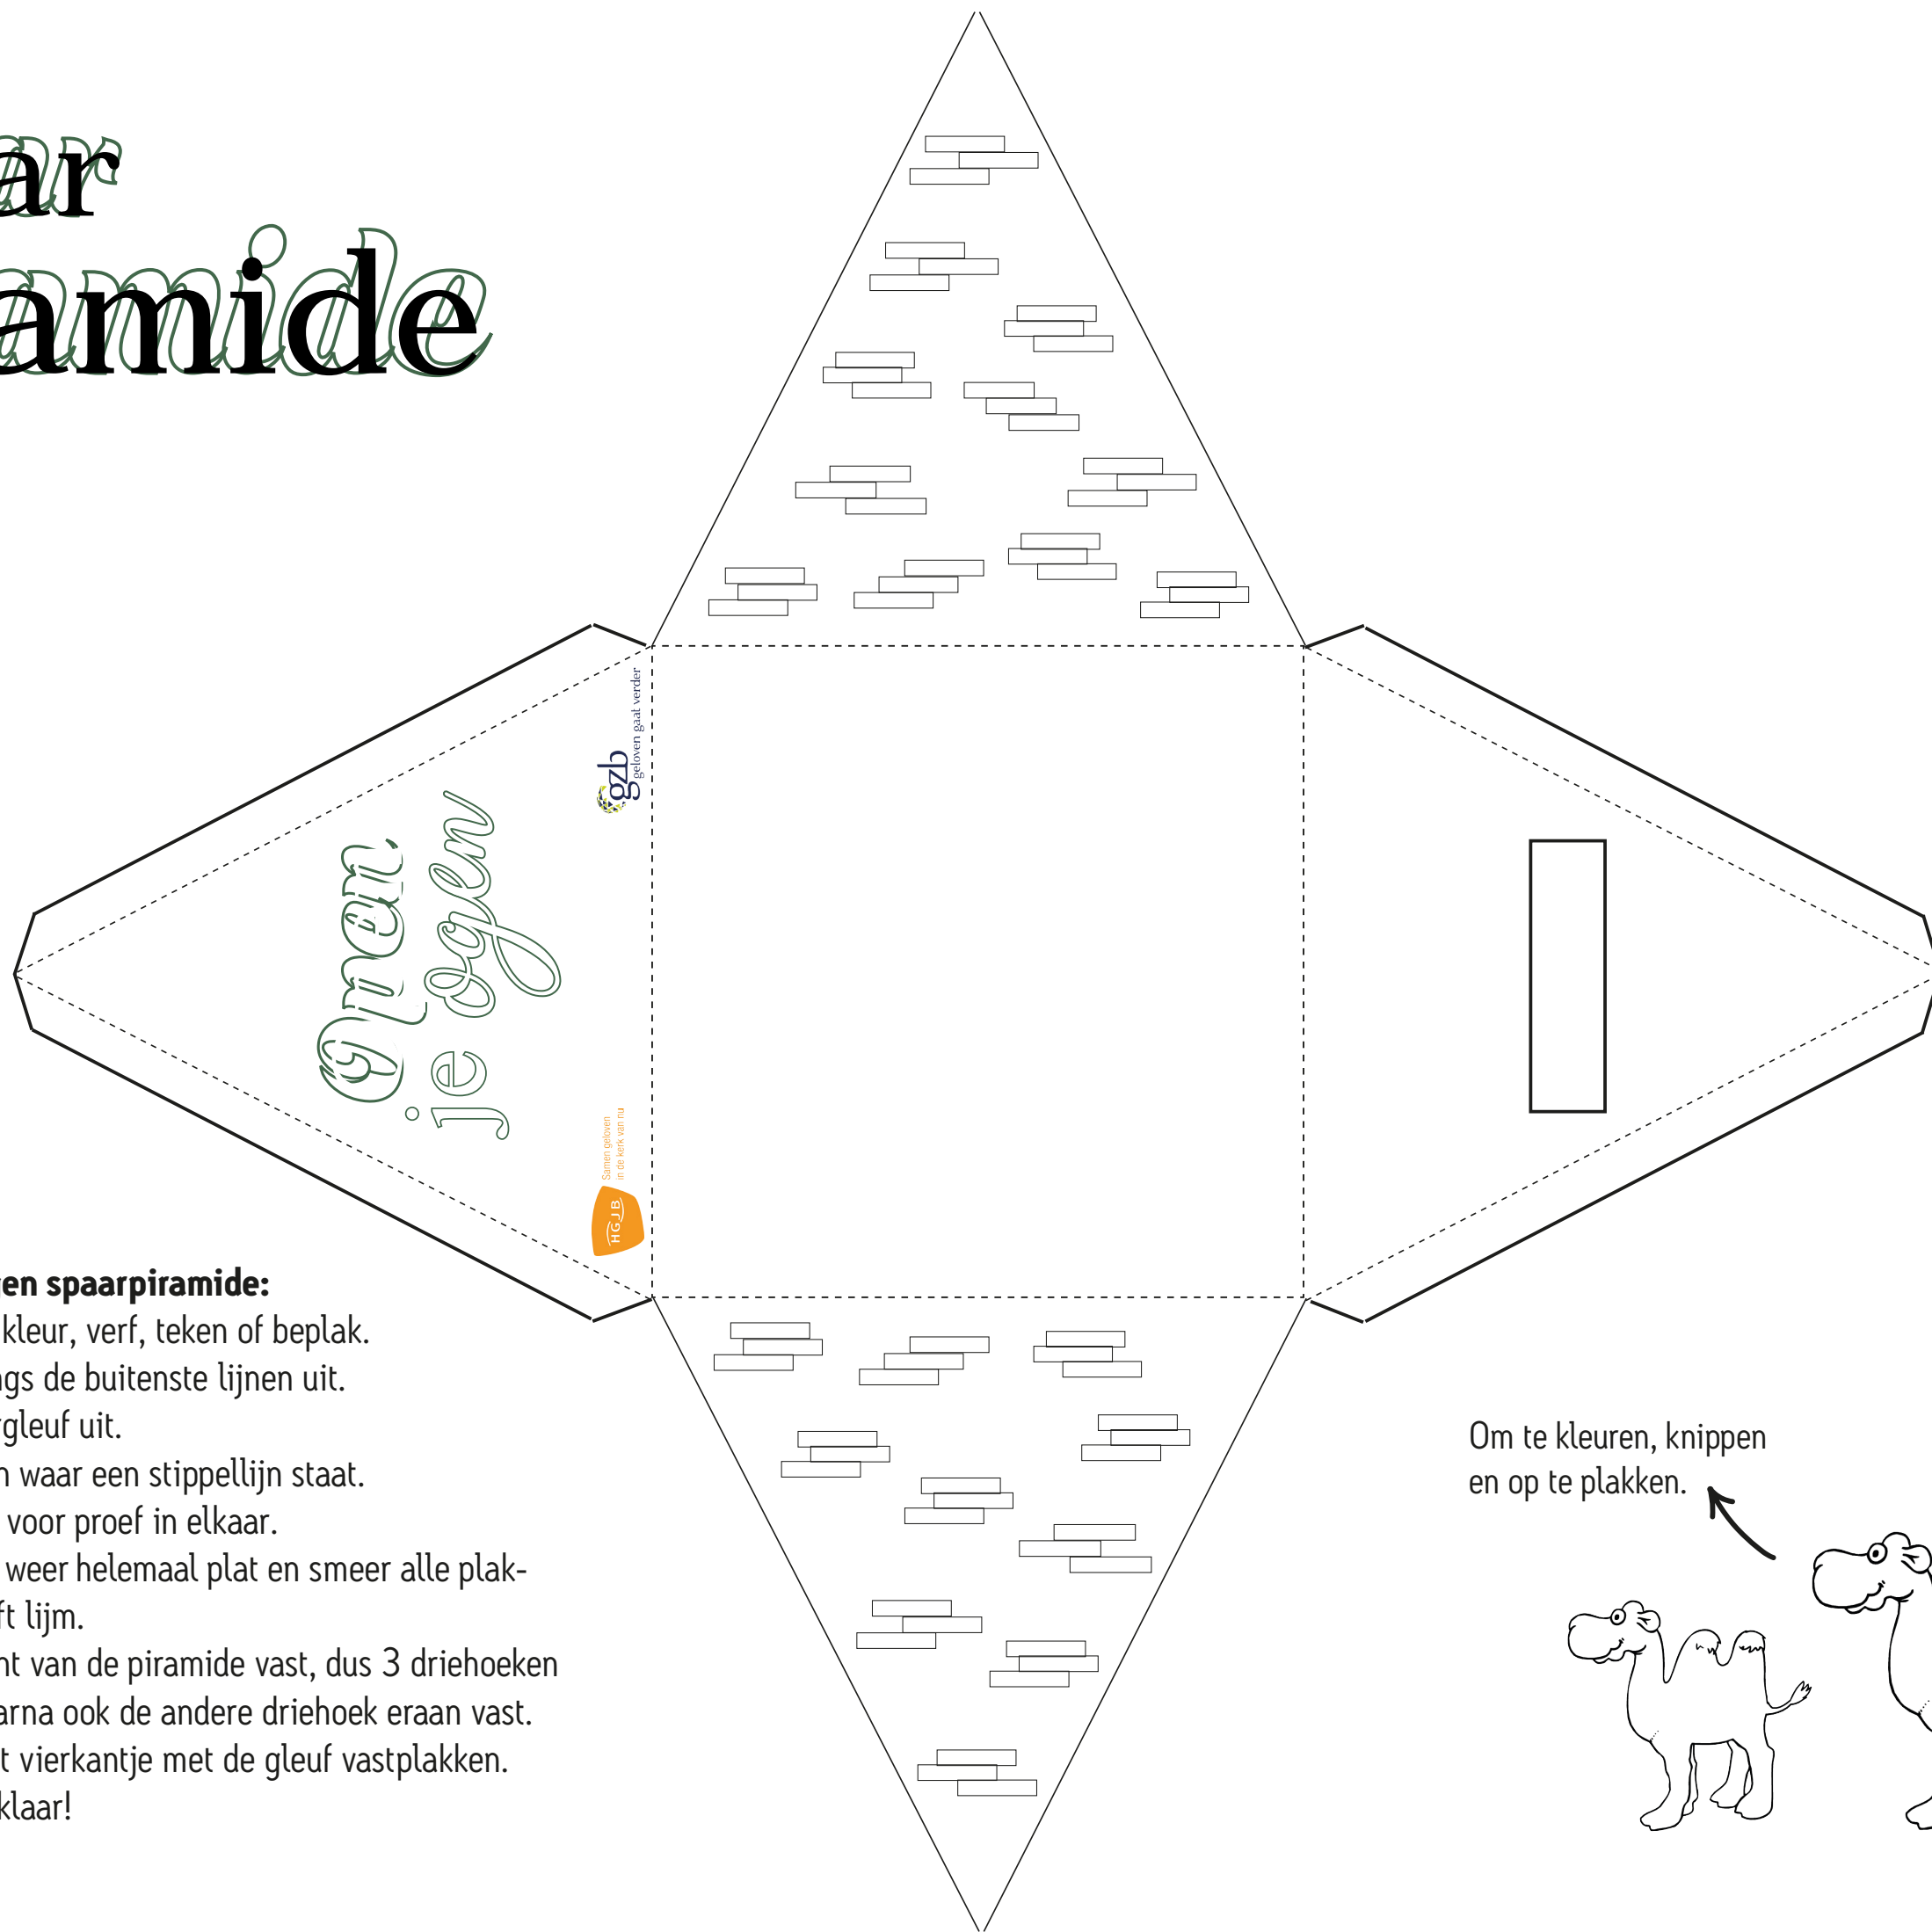 ar
amide
Open
je ogen
gzb
geloven gaat verder
HGJB
Samen geloven
in de kerk van nu
en spaarpiramide:
kleur, verf, teken of beplak.
gs de buitenste lijnen uit.
gleuf uit.
n waar een stippellijn staat.
voor proef in elkaar.
weer helemaal plat en smeer alle plak-
ft lijm.
nt van de piramide vast, dus 3 driehoeken
arna ook de andere driehoek eraan vast.
t vierkantje met de gleuf vastplakken.
klaar!
Om te kleuren, knippen
en op te plakken.